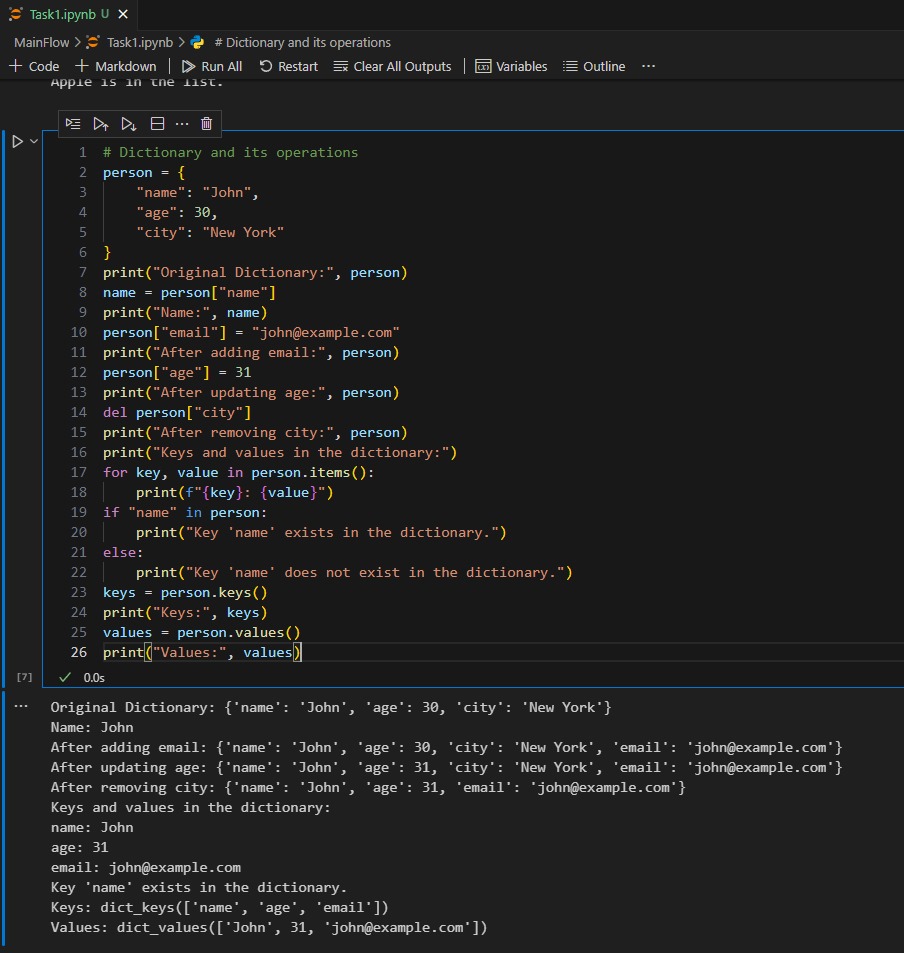 Task1.ipynb U
MainFlow > Task1.ipynb > # Dictionary and its operations
+ Code + Markdown Run All Restart Clear All Outputs Variables Outline ...
Apple is in the list.
1 # Dictionary and its operations
2 person = {
3     "name": "John",
4     "age": 30,
5     "city": "New York"
6 }
7 print("Original Dictionary:", person)
8 name = person["name"]
9 print("Name:", name)
10 person["email"] = "john@example.com"
11 print("After adding email:", person)
12 person["age"] = 31
13 print("After updating age:", person)
14 del person["city"]
15 print("After removing city:", person)
16 print("Keys and values in the dictionary:")
17 for key, value in person.items():
18     print(f"{key}: {value}")
19 if "name" in person:
20     print("Key 'name' exists in the dictionary.")
21 else:
22     print("Key 'name' does not exist in the dictionary.")
23 keys = person.keys()
24 print("Keys:", keys)
25 values = person.values()
26 print("Values:", values)
[7] 0.0s
Original Dictionary: {'name': 'John', 'age': 30, 'city': 'New York'}
Name: John
After adding email: {'name': 'John', 'age': 30, 'city': 'New York', 'email': 'john@example.com'}
After updating age: {'name': 'John', 'age': 31, 'city': 'New York', 'email': 'john@example.com'}
After removing city: {'name': 'John', 'age': 31, 'email': 'john@example.com'}
Keys and values in the dictionary:
name: John
age: 31
email: john@example.com
Key 'name' exists in the dictionary.
Keys: dict_keys(['name', 'age', 'email'])
Values: dict_values(['John', 31, 'john@example.com'])